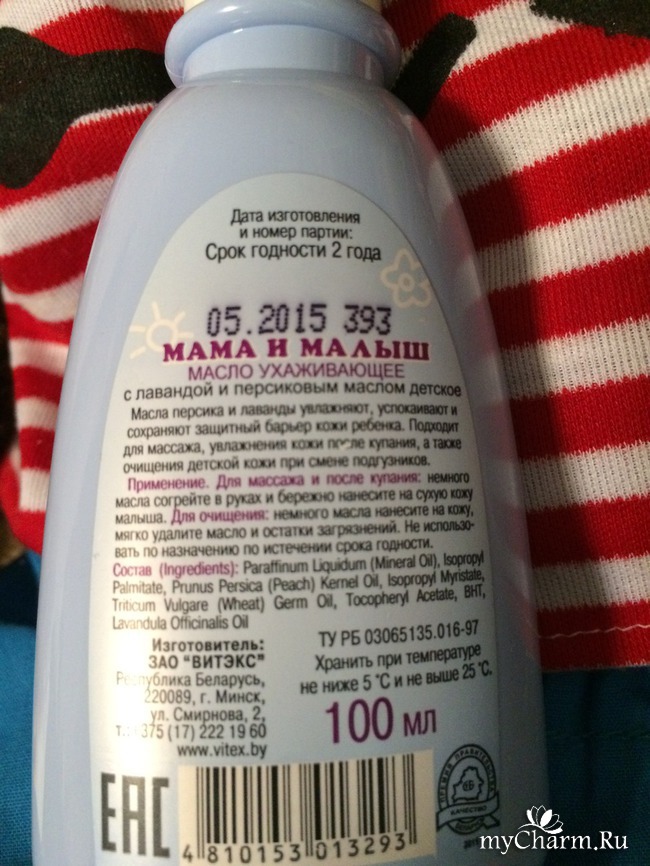 Дата изготовления
и номер партии:
Срок годности 2 года
05.2015 393
МАМА И МАЛЫШ
МАСЛО УХАЖИВАЮЩЕЕ
с лавандой и персиковым маслом детское
Масла персика и лаванды увлажняют, успокаивают и
сохраняют защитный барьер кожи ребенка. Подходит
для массажа, увлажнения кожи после купания, а также
очищения детской кожи при смене подгузников.
Применение. Для массажа и после купания: немного
масла согрейте в руках и бережно нанесите на сухую кожу
малыша. Для очищения: немного масла нанесите на кожу,
мягко удалите масло и остатки загрязнений. Не использо-
вать по назначению по истечении срока годности.
Состав (Ingredients): Paraffinum Liquidum (Mineral Oil), Isopropyl
Palmitate, Prunus Persica (Peach) Kernel Oil, Isopropyl Myristate,
Triticum Vulgare (Wheat) Germ Oil, Tocopheryl Acetate, BHT,
Lavandula Officinalis Oil
Изготовитель:
ЗАО "ВИТЭКС"
Республика Беларусь,
220089, г. Минск,
ул. Смирнова, 2,
т.: +375 (17) 222 19 60
www.vitex.by
ТУ РБ 03065135.016-97
Хранить при температуре
не ниже 5 °С и не выше 25 °С.
100 мл
ЕАС
4 810153 013293
ПРЕМИЯ ПРАВИТЕЛЬСТВА
КАЧЕСТВО
myCharm.Ru